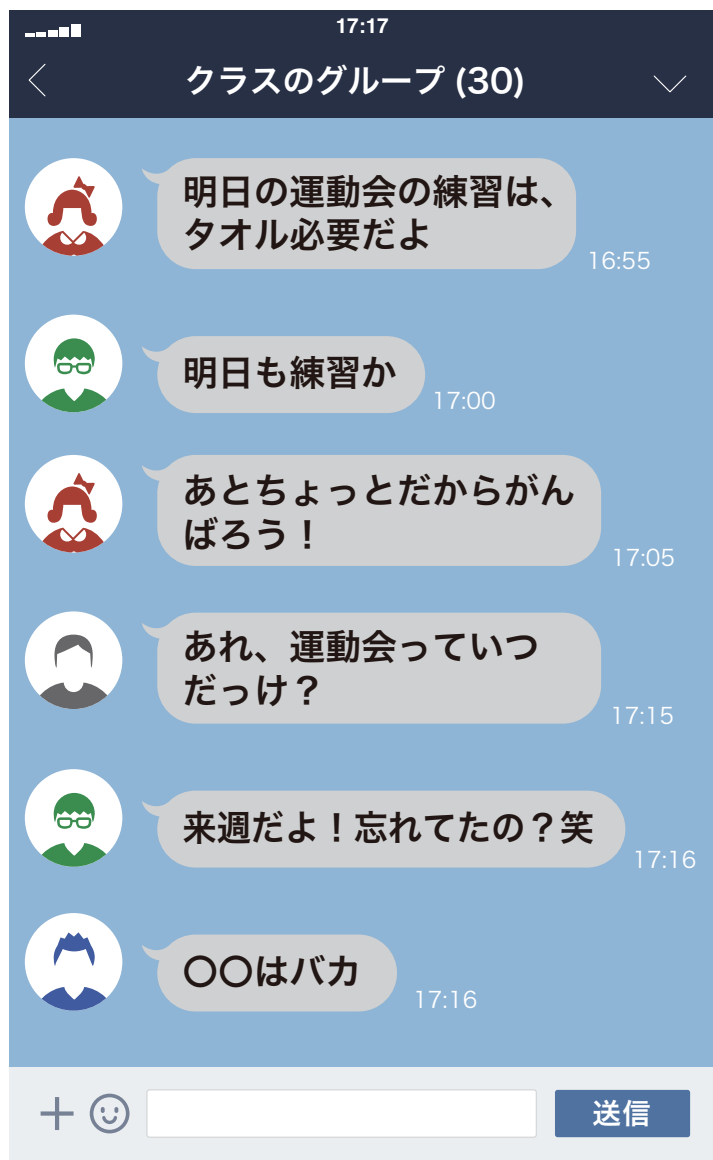 17:17
クラスのグループ (30)
明日の運動会の練習は、
タオル必要だよ
16:55
明日も練習か
17:00
あとちょっとだからがん
ばろう！
17:05
あれ、運動会っていつ
だっけ？
17:15
来週だよ！忘れてたの？笑
17:16
〇〇はバカ
17:16
送信